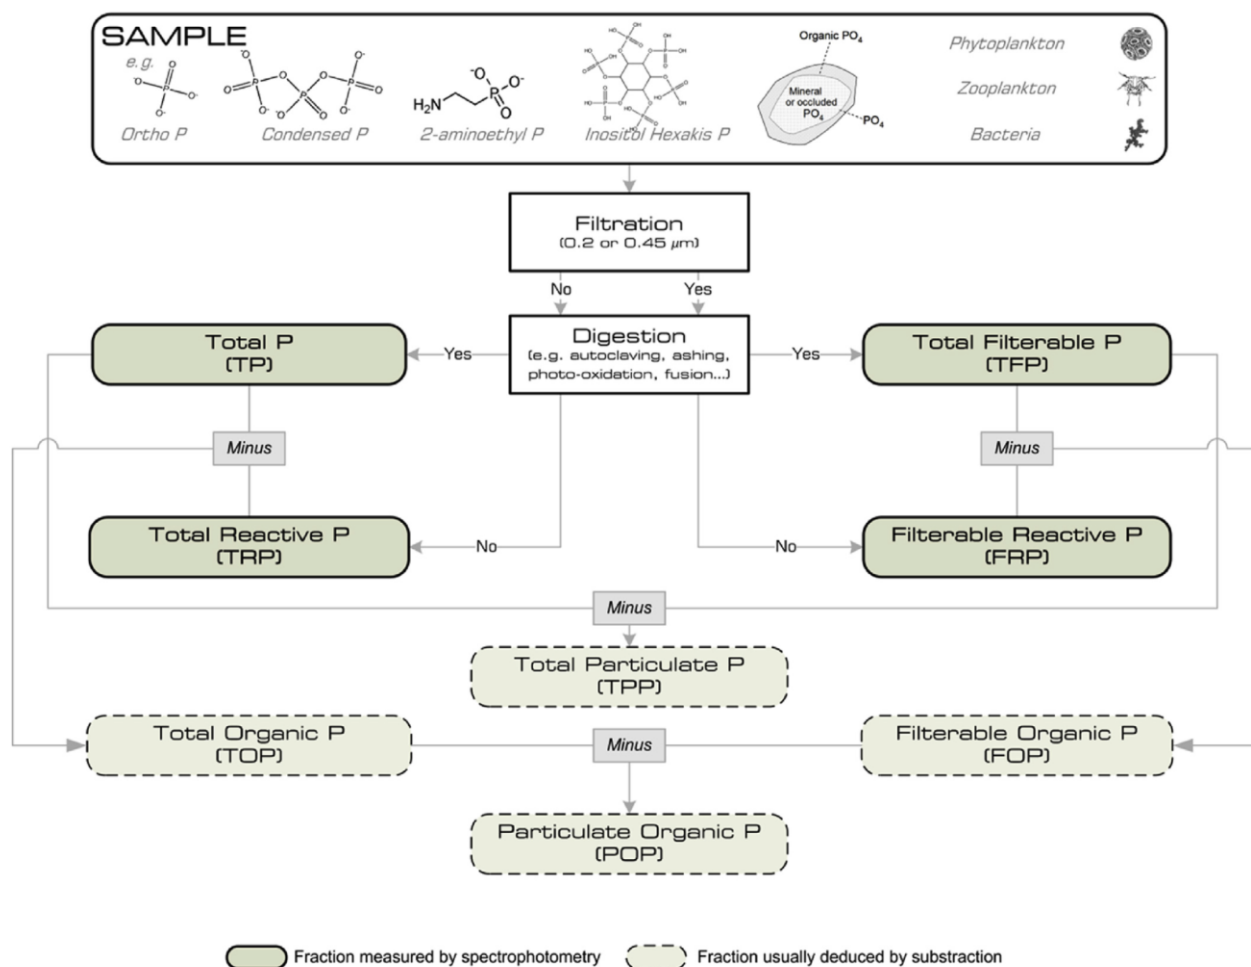 SAMPLE
e.g.
Ortho P
Condensed P
2-aminoethyl P
Inositol Hexakis P
Organic PO4
Mineral
or occluded
PO4
PO4
Phytoplankton
Zooplankton
Bacteria
Filtration
(0.2 or 0.45 µm)
No
Yes
Digestion
(e.g. autoclaving, ashing,
photo-oxidation, fusion...)
Yes
Yes
Total P
(TP)
Total Filterable P
(TFP)
Minus
Minus
Total Reactive P
(TRP)
No
No
Filterable Reactive P
(FRP)
Minus
Total Particulate P
(TPP)
Total Organic P
(TOP)
Minus
Filterable Organic P
(FOP)
Particulate Organic P
(POP)
Fraction measured by spectrophotometry
Fraction usually deduced by substraction